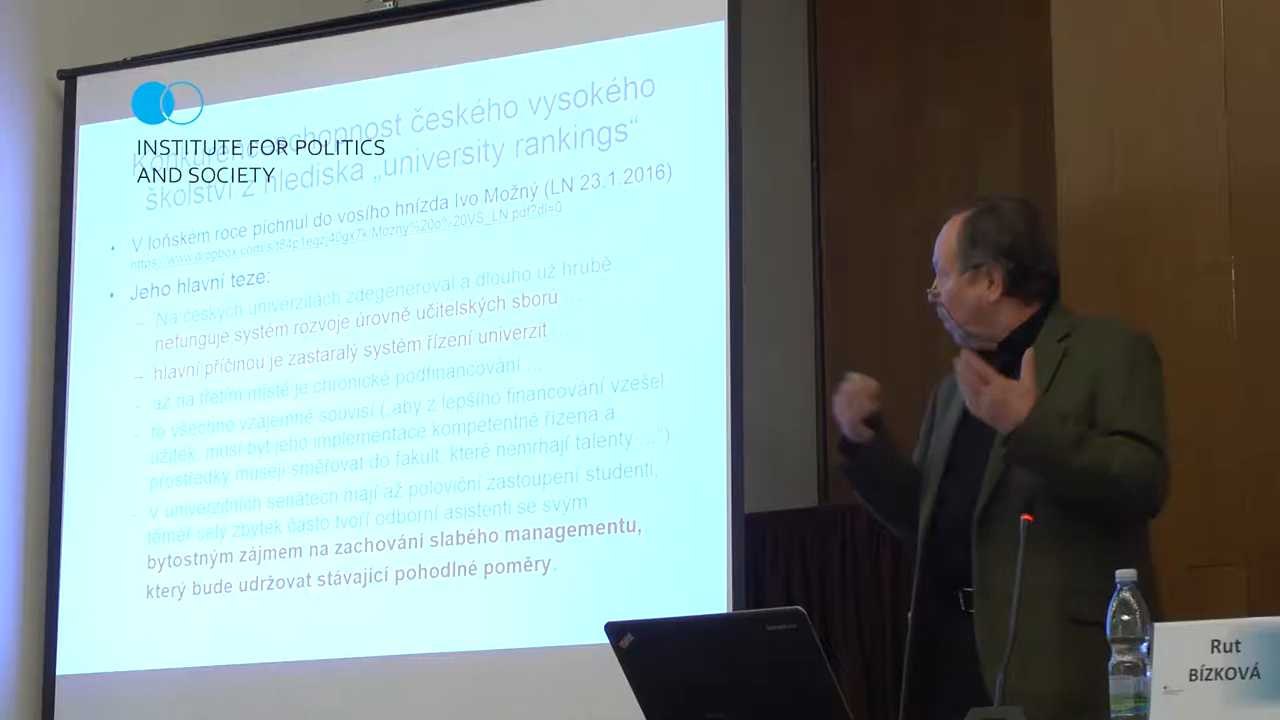 INSTITUTE FOR POLITICS
AND SOCIETY
českého vysokého
školství z hlediska „university rankings“
• V loňském roce píchnul do vosího hnízda Ivo Možný (LN 23.1.2016)
• Jeho hlavní teze:
– Na českých univerzitách zdegeneroval a dlouho už hrubě
nefunguje systém rozvoje úrovně učitelských sborů …
– hlavní příčinou je zastaralý systém řízení univerzit …
– až na třetím místě je chronické podfinancování …
– to všechno vzájemně souvisí („aby z lepšího financování vzešel
užitek, musí být jeho implementace kompetentně řízena a
prostředky musejí směřovat do fakult, které nemrhají talenty …“)
– V univerzitních senátech mají až poloviční zastoupení studenti,
téměř celý zbytek často tvoří odborní asistenti se svým
bytostným zájmem na zachování slabého managementu,
který bude udržovat stávající pohodlné poměry.
Rut
BÍZKOVÁ